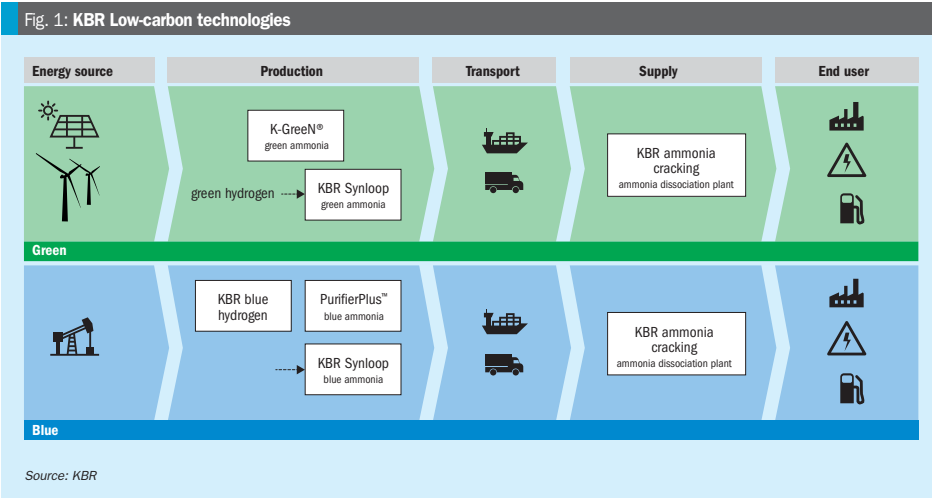 Fig. 1: KBR Low-carbon technologies
Energy source
Production
Transport
Supply
End user
K-GreeN®
green ammonia
green hydrogen
KBR Synloop
green ammonia
KBR ammonia
cracking
ammonia dissociation plant
Green
KBR blue
hydrogen
PurifierPlus™
blue ammonia
KBR Synloop
blue ammonia
KBR ammonia
cracking
ammonia dissociation plant
Blue
Source: KBR